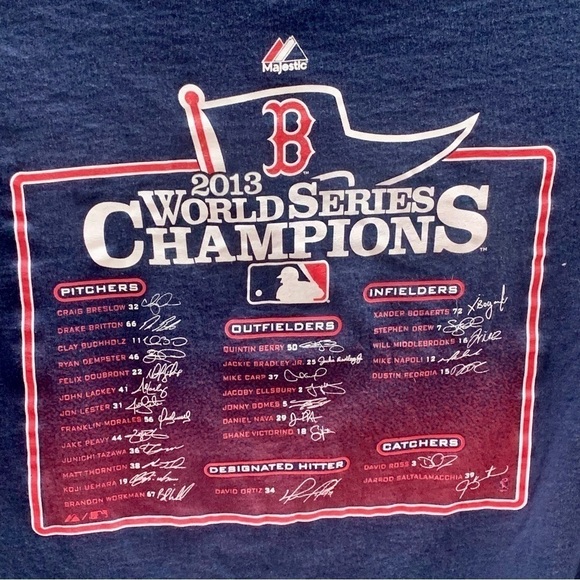 Majestic
B
2013
WORLD SERIES
CHAMPIONS
PITCHERS
CRAIG BRESLOW 32
DRAKE BRITTON 66
CLAY BUCHHOLZ 11
RYAN DEMPSTER 46
FELIX DOUBRONT 22
JOHN LACKEY 41
JON LESTER 31
FRANKLIN MORALES 56
JAKE PEAVY 44
JUNICHI TAZAWA 36
MATT THORNTON 38
KOJI UEHARA 19
BRANDON WORKMAN 67
OUTFIELDERS
QUINTIN BERRY 50
JACKIE BRADLEY JR. 25
MIKE CARP 37
JACOBY ELLSBURY 2
JONNY GOMES 5
DANIEL NAVA 29
SHANE VICTORINO 18
DESIGNATED HITTER
DAVID ORTIZ 34
INFIELDERS
XANDER BOGAERTS 72
STEPHEN DREW 7
WILL MIDDLEBROOKS 16
MIKE NAPOLI 12
DUSTIN PEDROIA 15
CATCHERS
DAVID ROSS 3
JARROD SALTALAMACCHIA 39